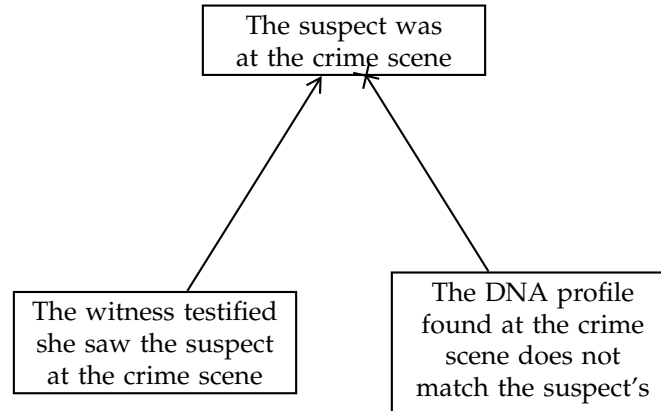 The suspect was
at the crime scene
The witness testified
she saw the suspect
at the crime scene
The DNA profile
found at the crime
scene does not
match the suspect's